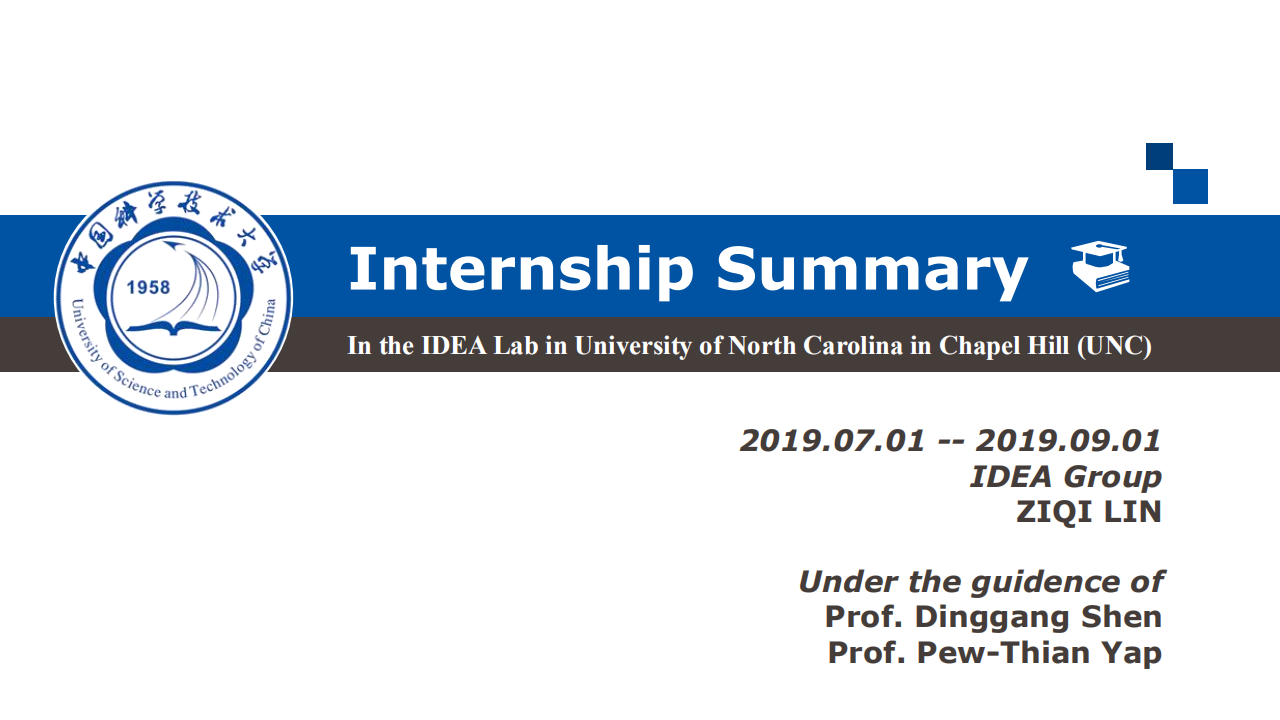 中国科学技术大学
1958
University of Science and Technology of China
Internship Summary
In the IDEA Lab in University of North Carolina in Chapel Hill (UNC)
2019.07.01 -- 2019.09.01
IDEA Group
ZIQI LIN
Under the guidence of
Prof. Dinggang Shen
Prof. Pew-Thian Yap